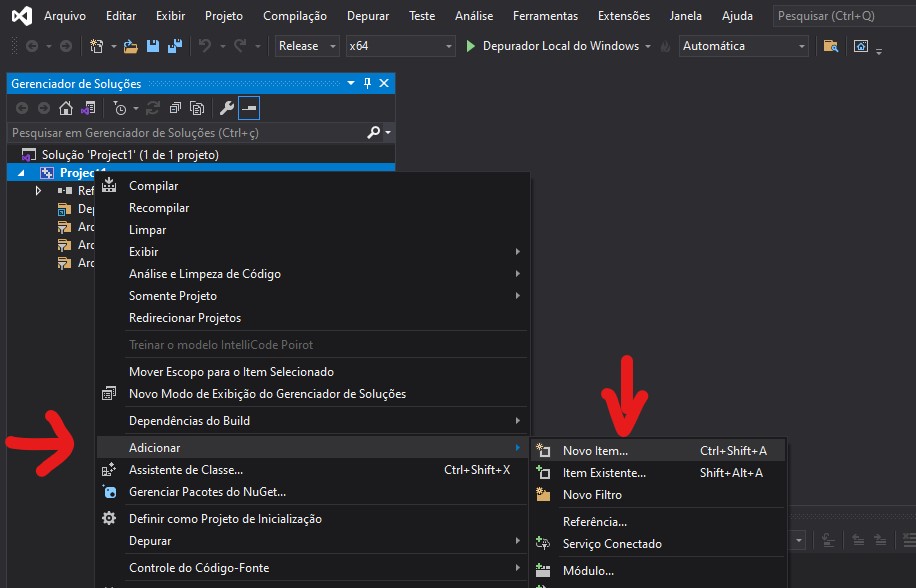 Arquivo Editar Exibir Projeto Compilação Depurar Teste Análise Ferramentas Extensões Janela Ajuda Pesquisar (Ctrl+Q)
Release x64 Depurador Local do Windows Automática
Gerenciador de Soluções
Pesquisar em Gerenciador de Soluções (Ctrl+ç)
Solução 'Project1' (1 de 1 projeto)
Project1
Ref
Dep
Arq
Arq
Arq
Compilar
Recompilar
Limpar
Exibir
Análise e Limpeza de Código
Somente Projeto
Redirecionar Projetos
Treinar o modelo IntelliCode Poirot
Mover Escopo para o Item Selecionado
Novo Modo de Exibição do Gerenciador de Soluções
Dependências do Build
Adicionar
Assistente de Classe... Ctrl+Shift+X
Gerenciar Pacotes do NuGet...
Definir como Projeto de Inicialização
Depurar
Controle do Código-Fonte
Novo Item... Ctrl+Shift+A
Item Existente... Shift+Alt+A
Novo Filtro
Referência...
Serviço Conectado
Módulo...